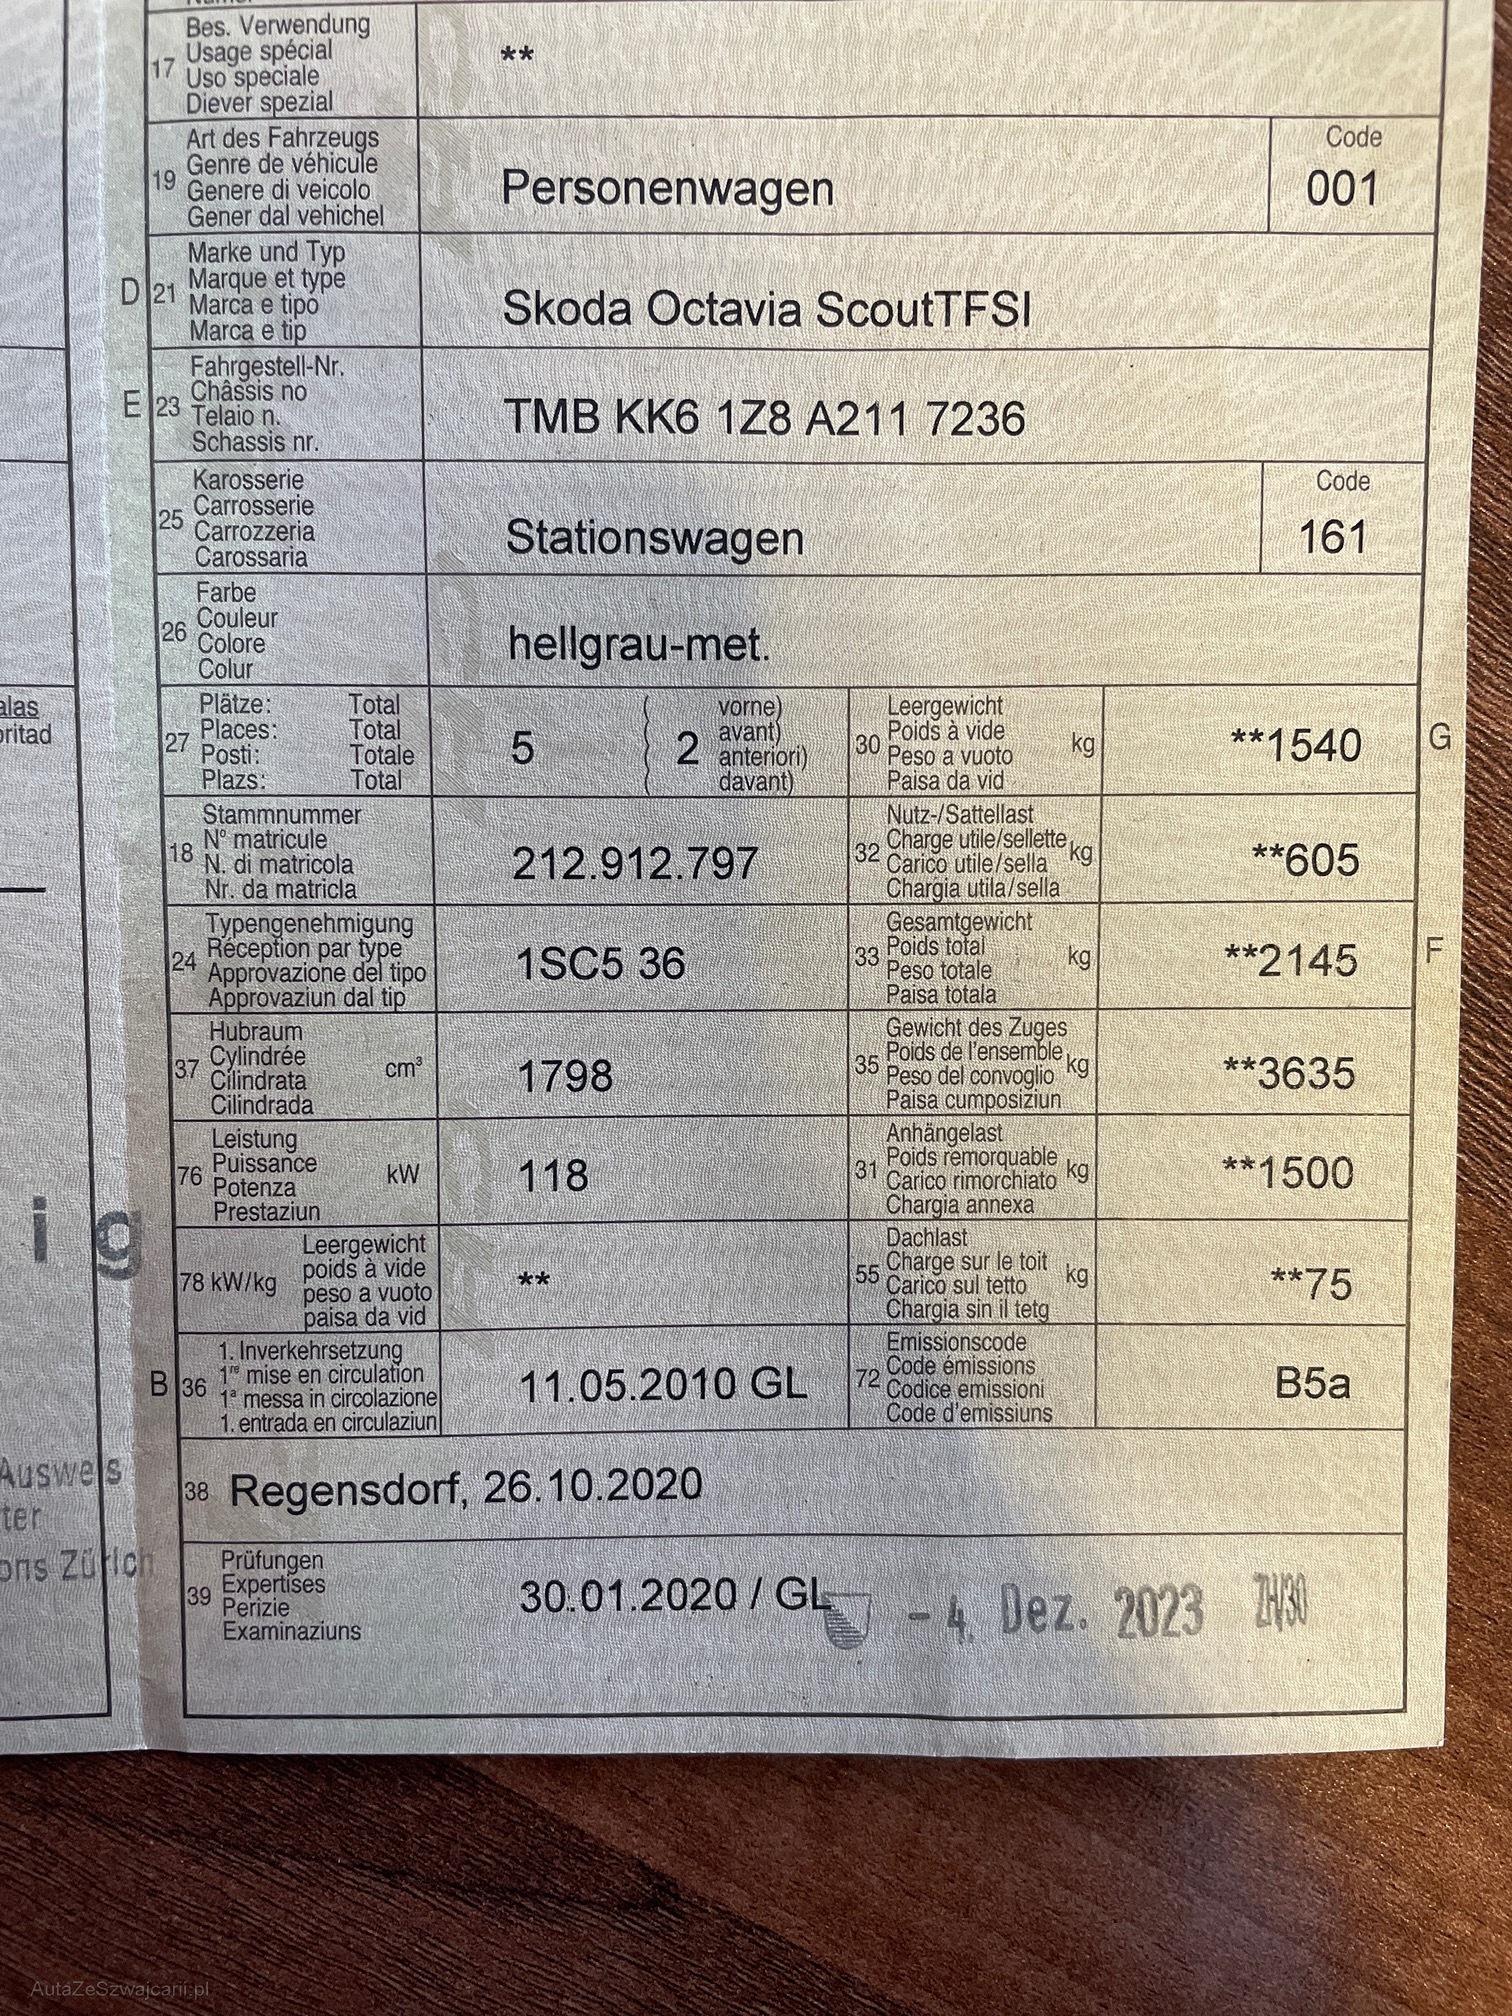 17 Bes. Verwendung
Usage spécial
Uso speciale
Diever spezial
**
19 Art des Fahrzeugs
Genre de véhicule
Genere di veicolo
Gener dal vehichel
Personenwagen
Code
001
D 21 Marke und Typ
Marque et type
Marca e tipo
Marca e tip
Skoda Octavia ScoutTFSI
E 23 Fahrgestell-Nr.
Châssis no
Telaio n.
Schassis nr.
TMB KK6 1Z8 A211 7236
25 Karosserie
Carrosserie
Carrozzeria
Carossaria
Stationswagen
Code
161
26 Farbe
Couleur
Colore
Colur
hellgrau-met.
27 Plätze: Total
Places: Total
Posti: Totale
Plazs: Total
5 ( 2 vorne)
avant)
anteriori)
davant)
30 Leergewicht
Poids à vide
Peso a vuoto
Paisa da vid
kg
**1540
G
18 Stammnummer
N° matricule
N. di matricola
Nr. da matricla
212.912.797
32 Nutz-/Sattellast
Charge utile/sellette
Carico utile/sella
Chargia utila/sella
kg
**605
24 Typengenehmigung
Réception par type
Approvazione del tipo
Approvaziun dal tip
1SC5 36
33 Gesamtgewicht
Poids total
Peso totale
Paisa totala
kg
**2145
F
37 Hubraum
Cylindrée
Cilindrata
Cilindrada
cm³
1798
35 Gewicht des Zuges
Poids de l'ensemble
Peso del convoglio
Paisa cumposiziun
kg
**3635
76 Leistung
Puissance
Potenza
Prestaziun
kW
118
31 Anhängelast
Poids remorquable
Carico rimorchiato
Chargia annexa
kg
**1500
78 kW/kg
Leergewicht
poids à vide
peso a vuoto
paisa da vid
**
55 Dachlast
Charge sur le toit
Carico sul tetto
Chargia sin il tetg
kg
**75
B 36 1. Inverkehrsetzung
1re mise en circulation
1a messa in circolazione
1. entrada en circulaziun
11.05.2010 GL
72 Emissionscode
Code émissions
Codice emissioni
Code d'emissiuns
B5a
38 Regensdorf, 26.10.2020
39 Prüfungen
Expertises
Perizie
Examinaziuns
30.01.2020 / GL
- 4. Dez. 2023 ZH/30
alas
oritad
ig
Ausweis
ter
ons Zürich
AutaZeSzwajcarii.pl